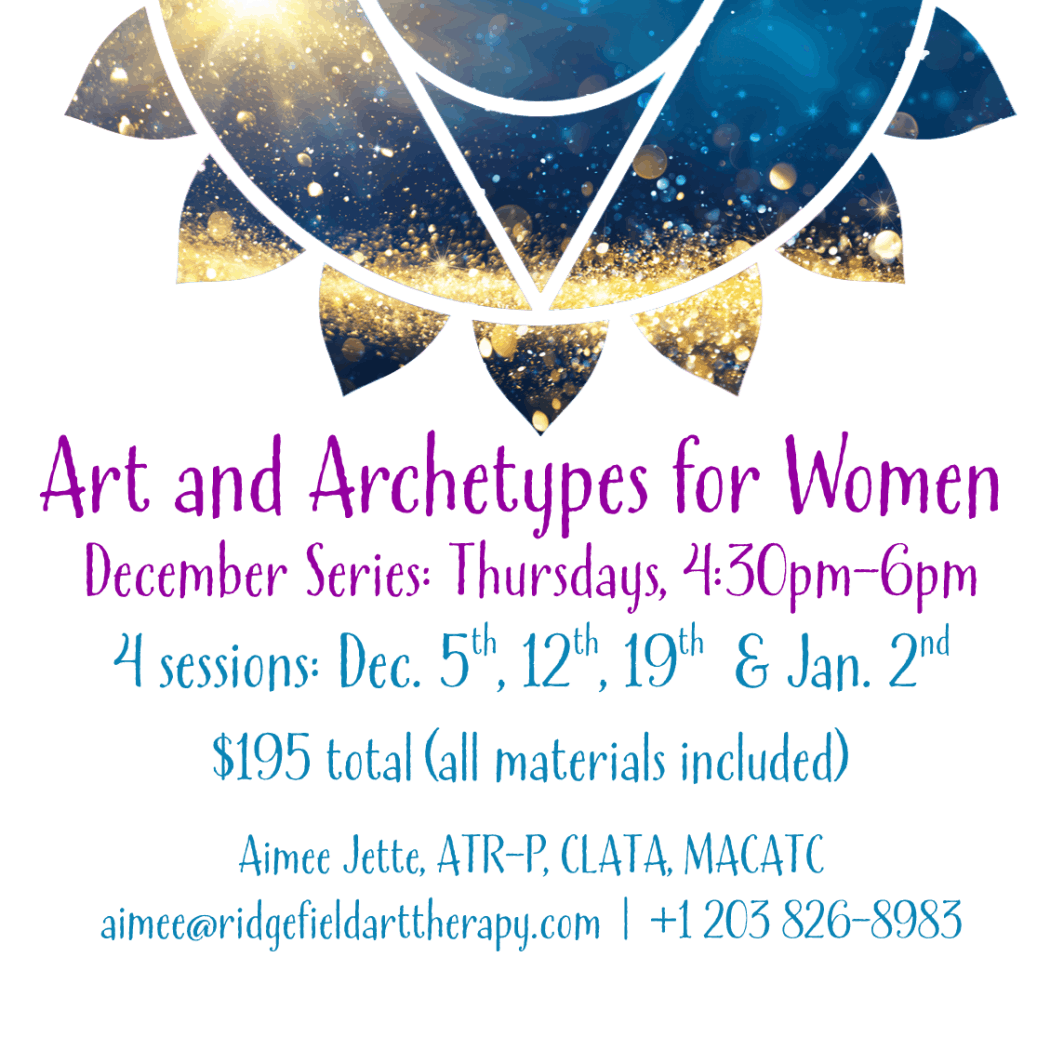 Art and Archetypes for Women
December Series: Thursdays, 4:30pm-6pm
4 sessions: Dec. 5th, 12th, 19th & Jan. 2nd
$195 total (all materials included)
Aimee Jette, ATR-P, CLATA, MACATC
aimee@ridgefieldarttherapy.com | +1 203 826-8983